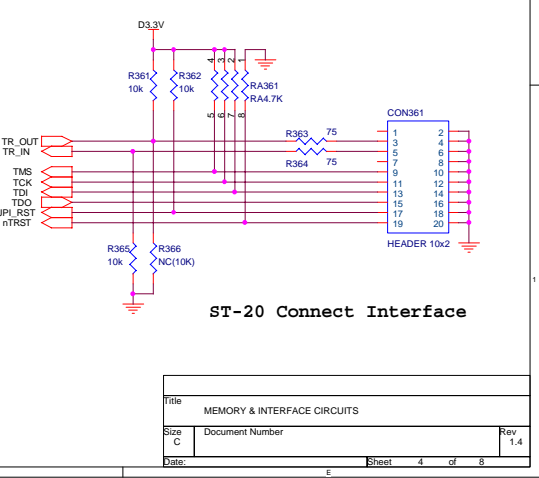 D3.3V
R361
10k
R362
10k
4
3
2
1
RA361
RA4.7K
5
6
7
8
CON361
TR_OUT
TR_IN
R363 75
R364 75
TMS
TCK
TDI
TDO
JPI_RST
nTRST
1 2
3 4
5 6
7 8
9 10
11 12
13 14
15 16
17 18
19 20
HEADER 10x2
R365
10k
R366
NC(10K)
ST-20 Connect Interface
1
Title
MEMORY & INTERFACE CIRCUITS
Size Document Number Rev
C 1.4
Date: Sheet 4 of 8
E